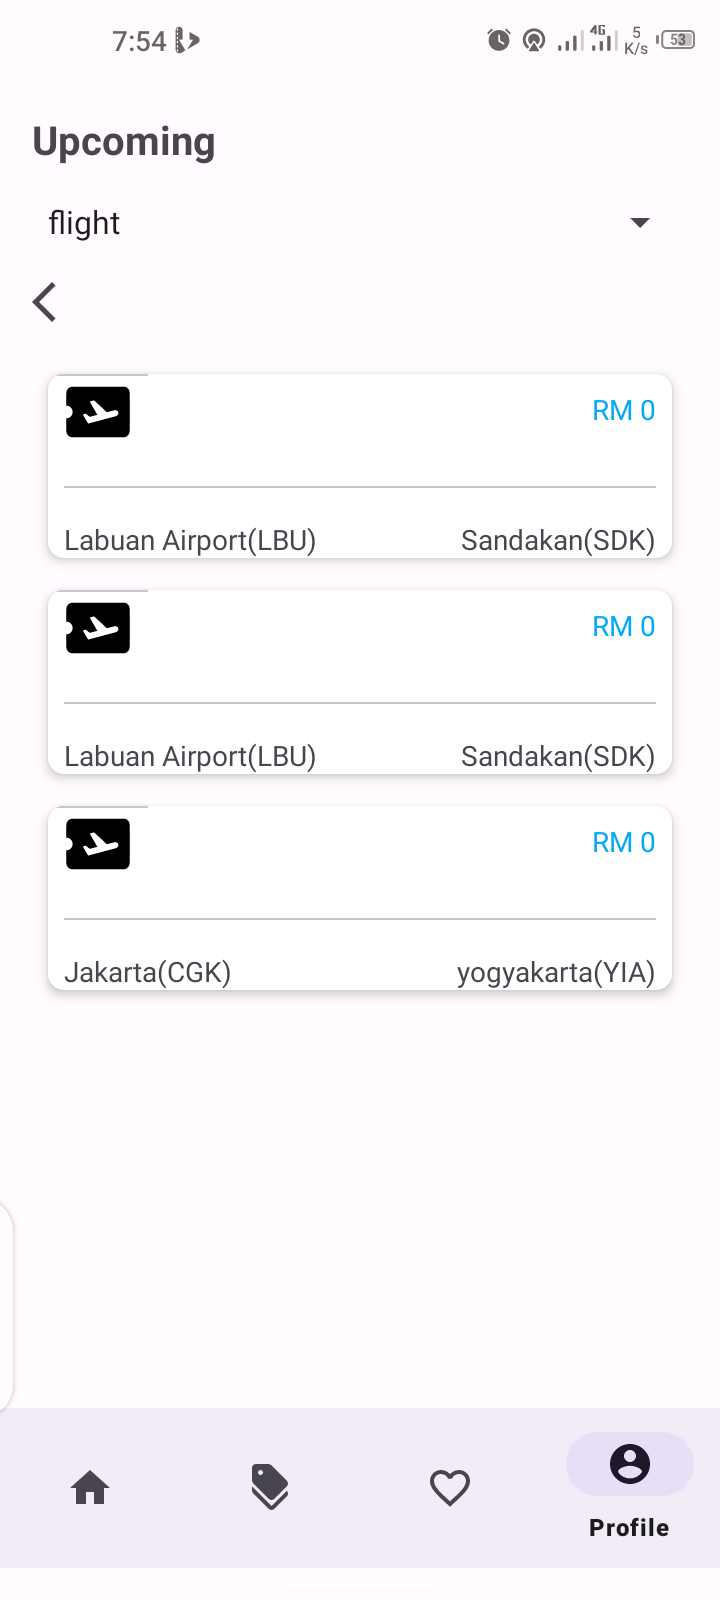 7:54
4G
5
K/s
53
Upcoming
flight
RM 0
Labuan Airport(LBU) Sandakan(SDK)
RM 0
Labuan Airport(LBU) Sandakan(SDK)
RM 0
Jakarta(CGK) yogyakarta(YIA)
Profile